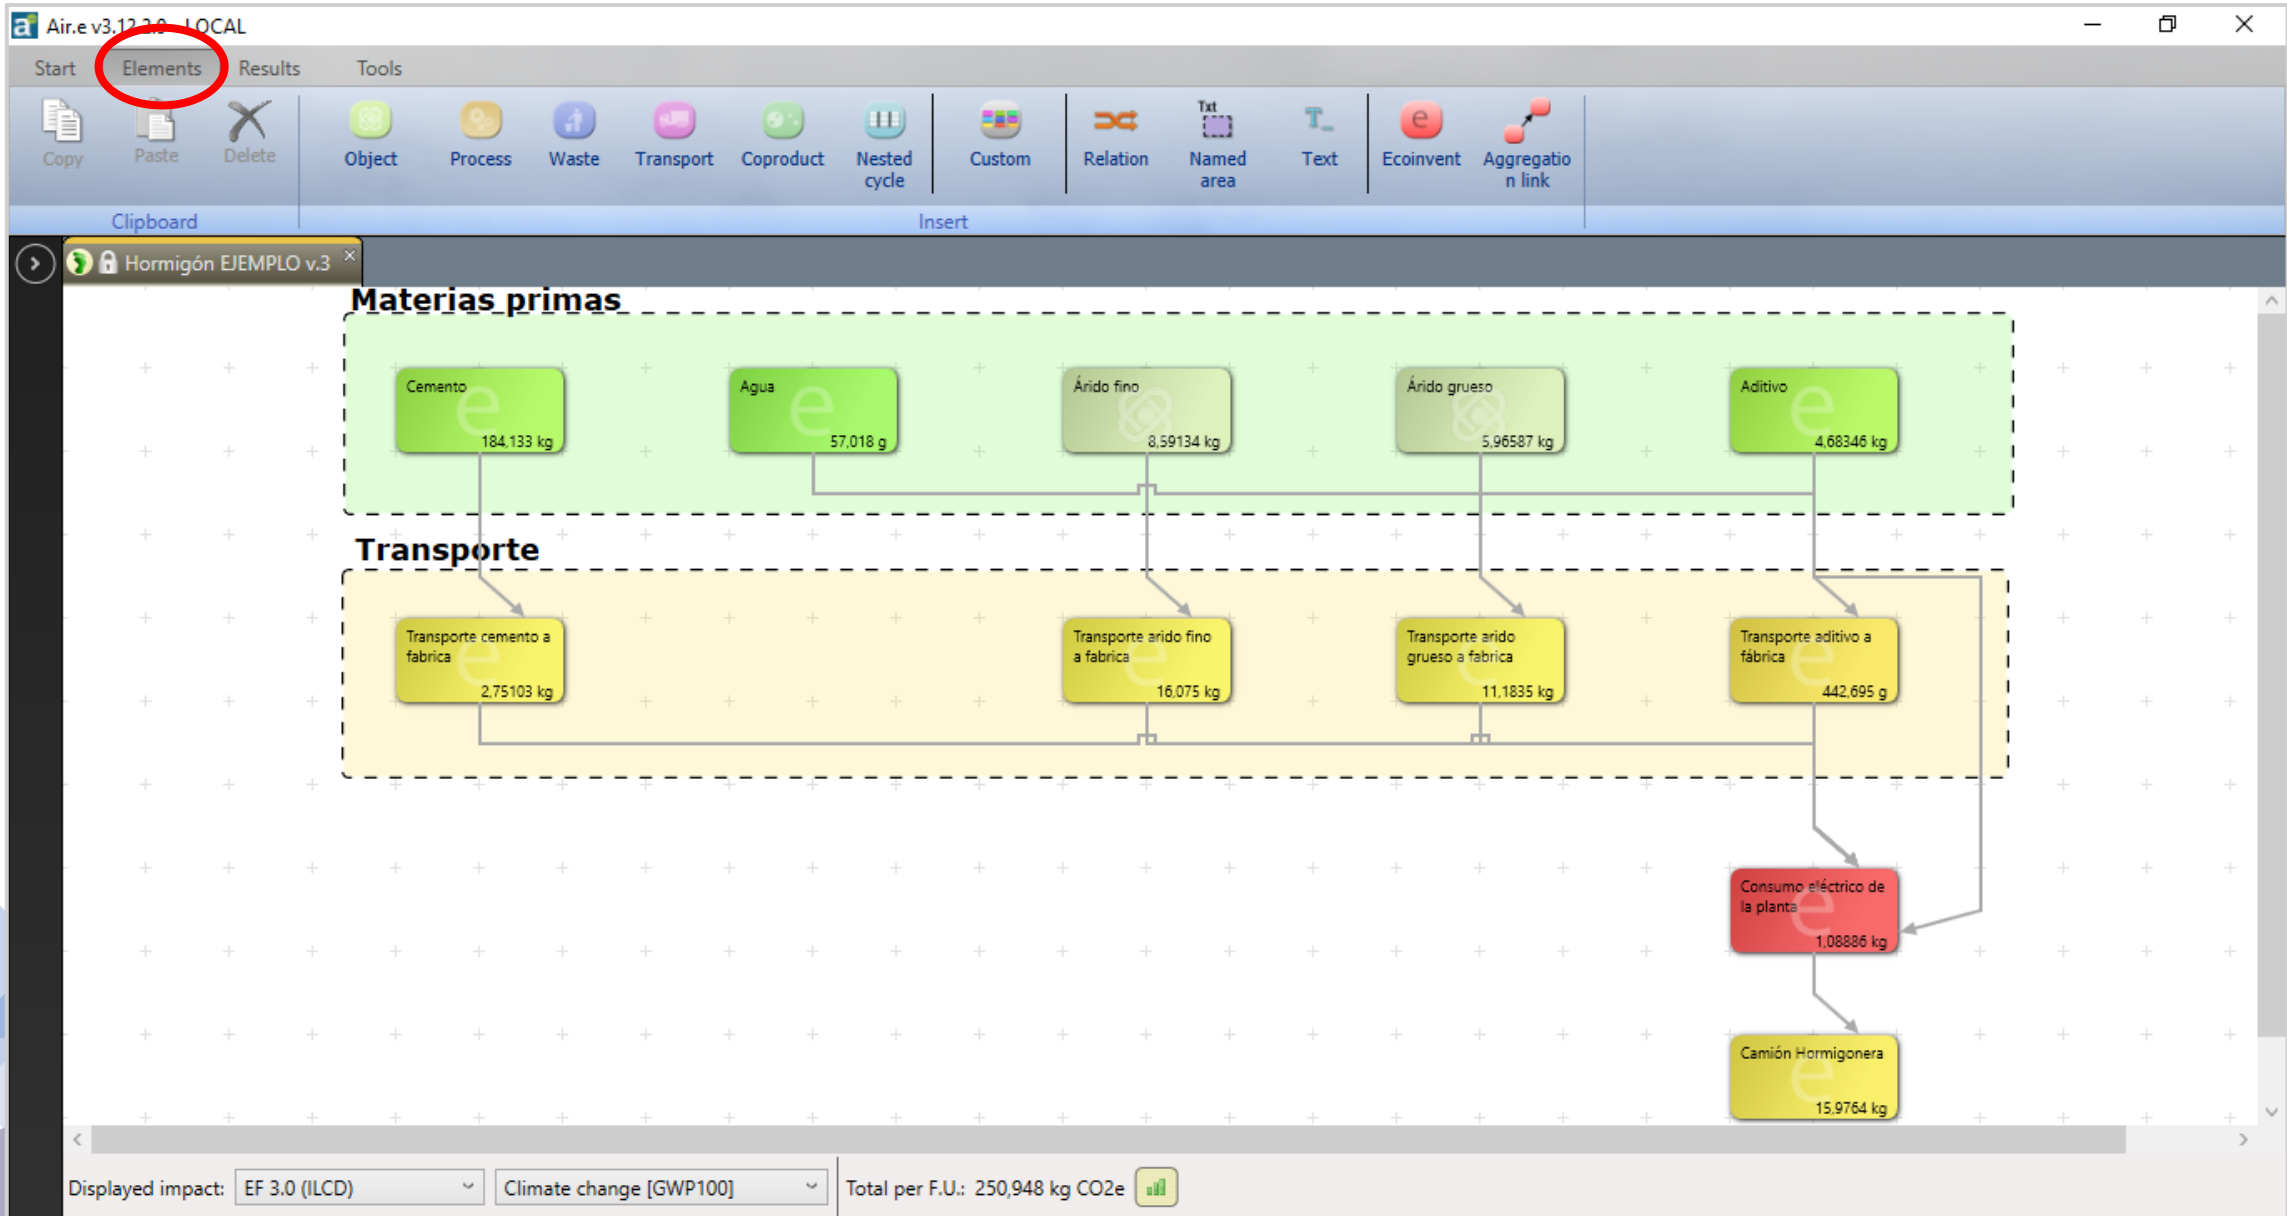 Air.e v3.12.2.0 LOCAL
Start Elements Results Tools
Copy Paste Delete Object Process Waste Transport Coproduct Nested cycle Custom Relation Named area Text Ecoinvent Aggregatio n link
Txt
Clipboard Insert
Hormigón EJEMPLO v.3
Materias primas
Cemento
184,133 kg
Agua
57,018 g
Árido fino
8,59134 kg
Árido grueso
5,96587 kg
Aditivo
4,68346 kg
Transporte
Transporte cemento a
fabrica
2,75103 kg
Transporte arido fino
a fabrica
16,075 kg
Transporte arido
grueso a fabrica
11,1835 kg
Transporte aditivo a
fábrica
442,695 g
Consumo eléctrico de
la planta
1,08886 kg
Camión Hormigonera
15,9764 kg
Displayed impact: EF 3.0 (ILCD) Climate change [GWP100] Total per F.U.: 250,948 kg CO2e